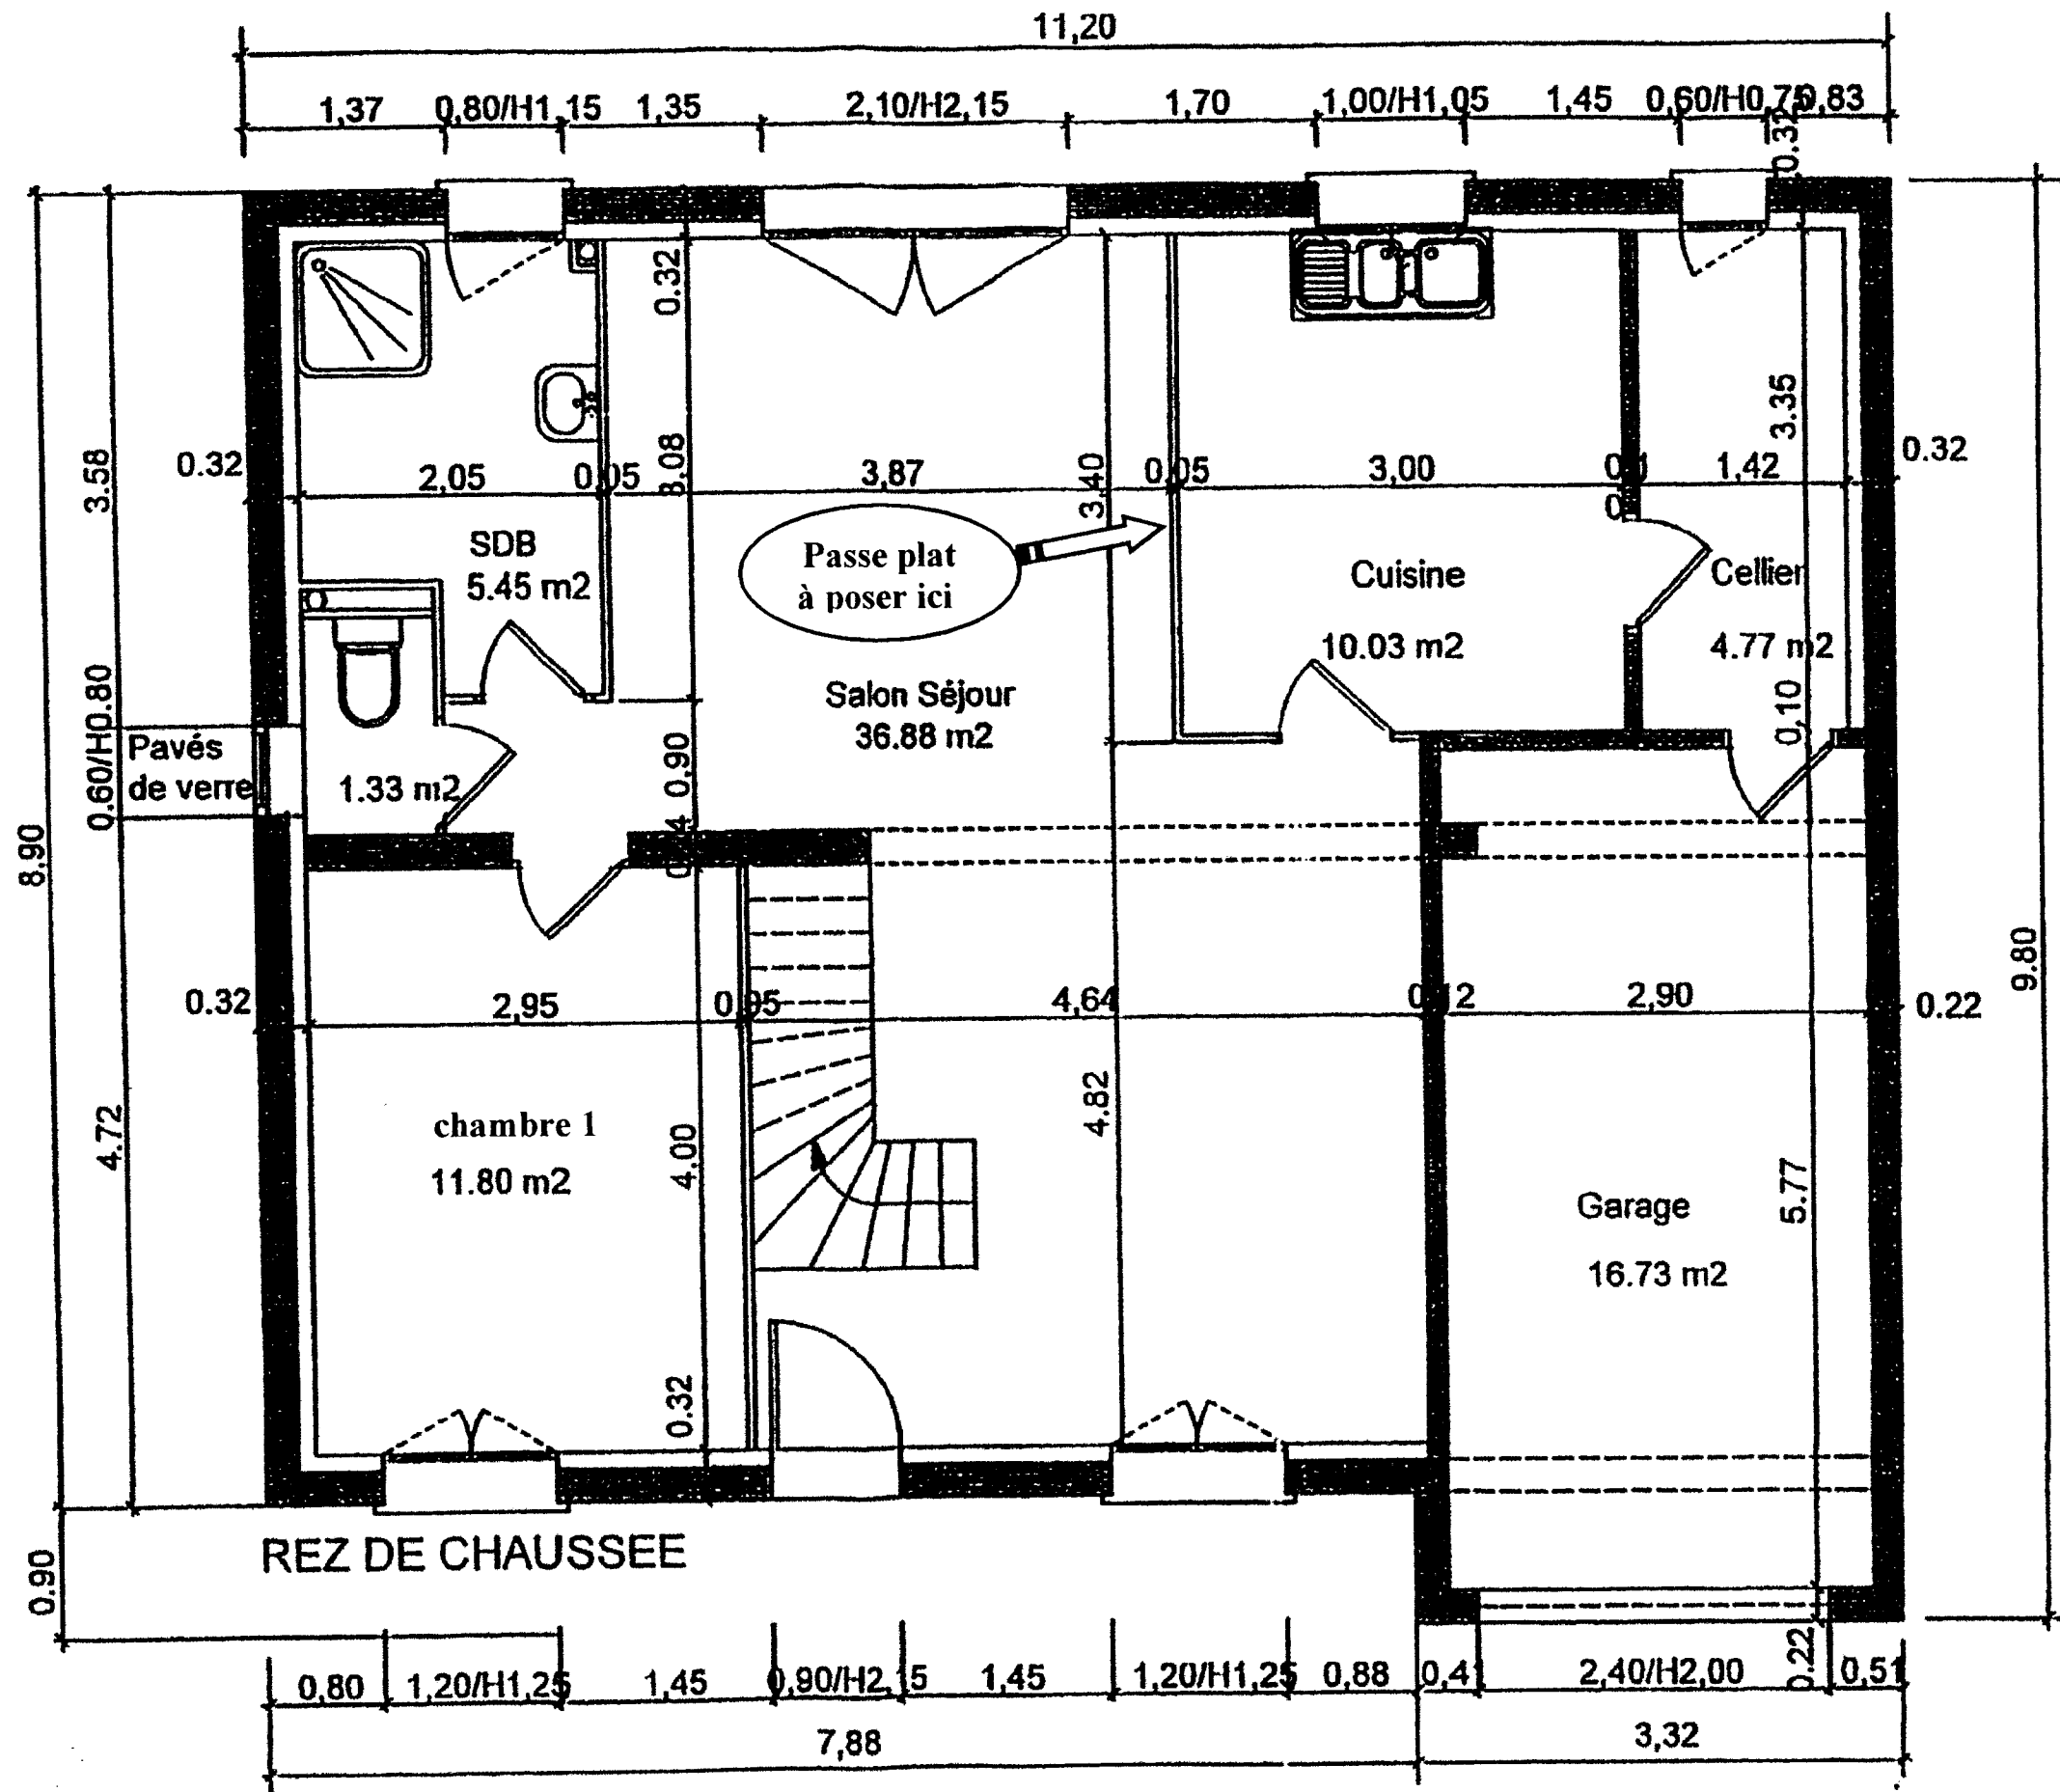 11,20
1,37 0,80/H1,15 1,35 2,10/H2,15 1,70 1,00/H1,05 1,45 0,60/H0,75 0,83
0.32
0.32
3.58
0.32
2,05 0,05 3.08 3,87 3,40 0,05 3,00 1,42 3.35 0.32
SDB
5.45 m2
Passe plat
à poser ici
Cuisine
10.03 m2
Cellier
4.77 m2
Salon Séjour
36.88 m2
0.60/H0.80
Pavés
de verre
1.33 m2
0,90
0,10
8.90
9.80
0.32 2,95 0,05 4,64 0,12 2,90 0.22
4.72
chambre 1
11.80 m2
4,00
4.82
5.77
Garage
16.73 m2
0.32
REZ DE CHAUSSEE
0.90
0,80 1,20/H1,25 1,45 0,90/H2,15 1,45 1,20/H1,25 0,88 0,41 2,40/H2,00 0.22 0,51
7,88 3,32